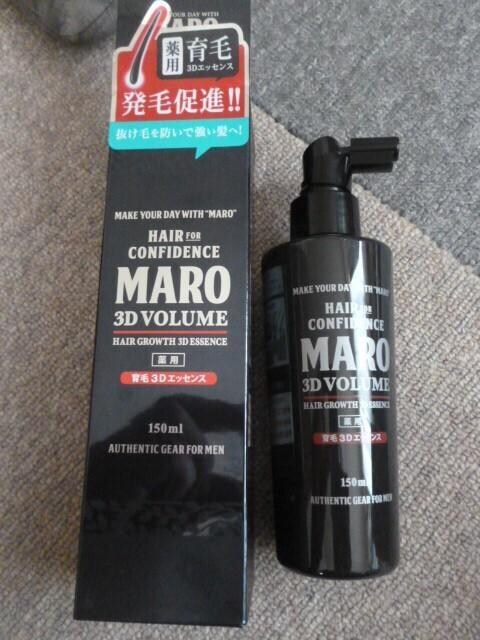 YOUR DAY WITH
MARO
薬用
育毛
3Dエッセンス
発毛促進!!
抜け毛を防いで強い髪へ!
MAKE YOUR DAY WITH "MARO"
HAIR FOR
CONFIDENCE
MARO
3D VOLUME
HAIR GROWTH 3D ESSENCE
薬用
育毛3Dエッセンス
150ml
AUTHENTIC GEAR FOR MEN
MAKE YOUR DAY WITH "MARO"
HAIR FOR
CONFIDENCE
MARO
3D VOLUME
HAIR GROWTH 3D ESSENCE
薬用
育毛3Dエッセンス
150ml
AUTHENTIC GEAR FOR MEN